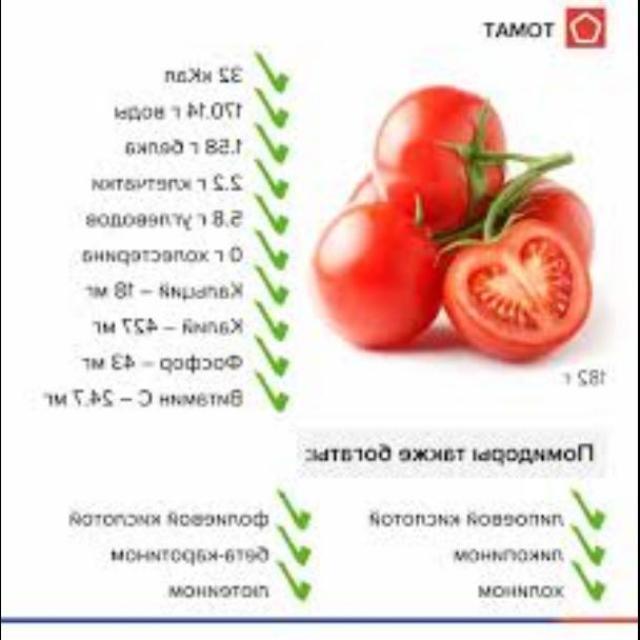 ТОМАТ
32 кКал
170.14 г воды
1.58 г белка
2.2 г клетчатки
5.8 г углеводов
0 г холестерина
Кальций – 18 мг
Калий – 427 мг
Фосфор – 43 мг
Витамин С – 24.7 мг
182 г
Помидоры также богаты:
липоевой кислотой
ликопином
холином
фолиевой кислотой
бета-каротином
лютеином